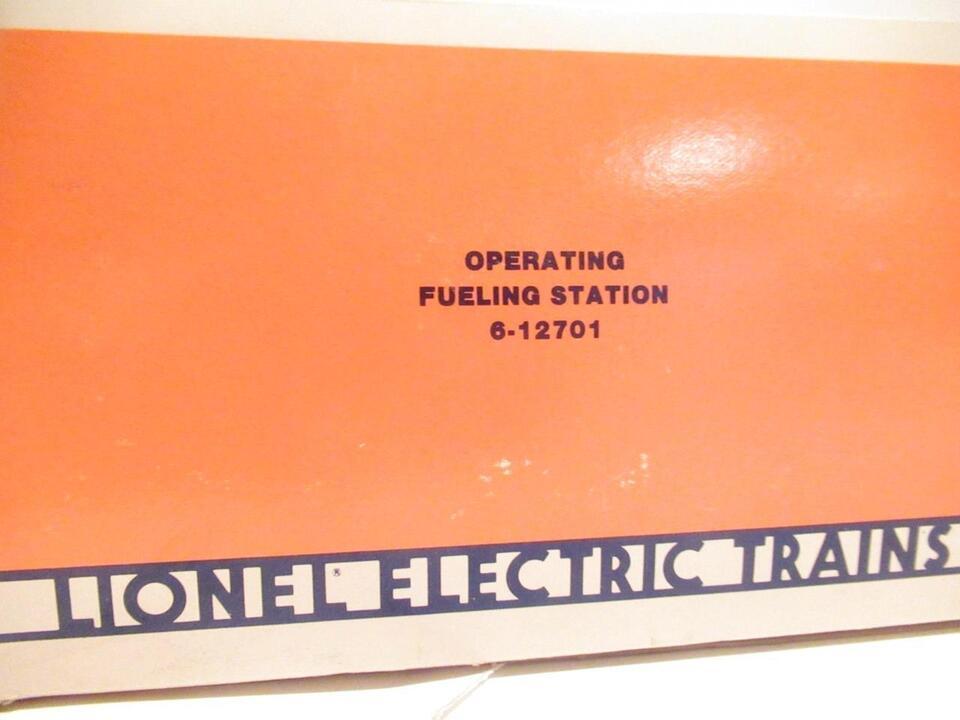 OPERATING
FUELING STATION
6-12701
LIONEL® ELECTRIC TRAINS